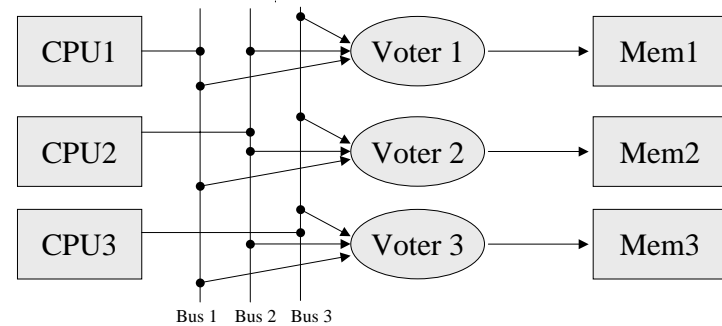 CPU1 Voter 1 Mem1
CPU2 Voter 2 Mem2
CPU3 Voter 3 Mem3
Bus 1 Bus 2 Bus 3